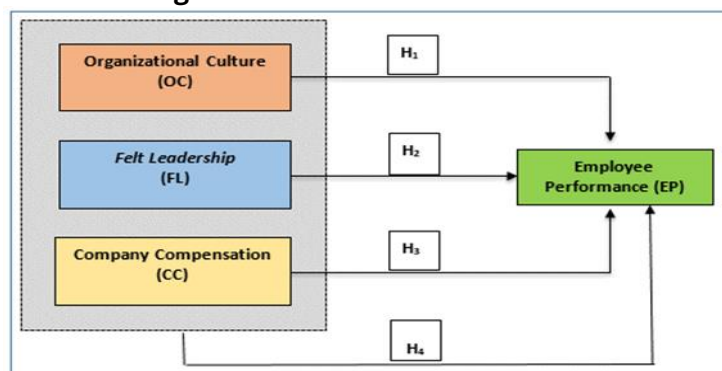 Organizational Culture
(OC)
H₁
Felt Leadership
(FL)
H₂
Employee
Performance (EP)
Company Compensation
(CC)
H₃
H₄